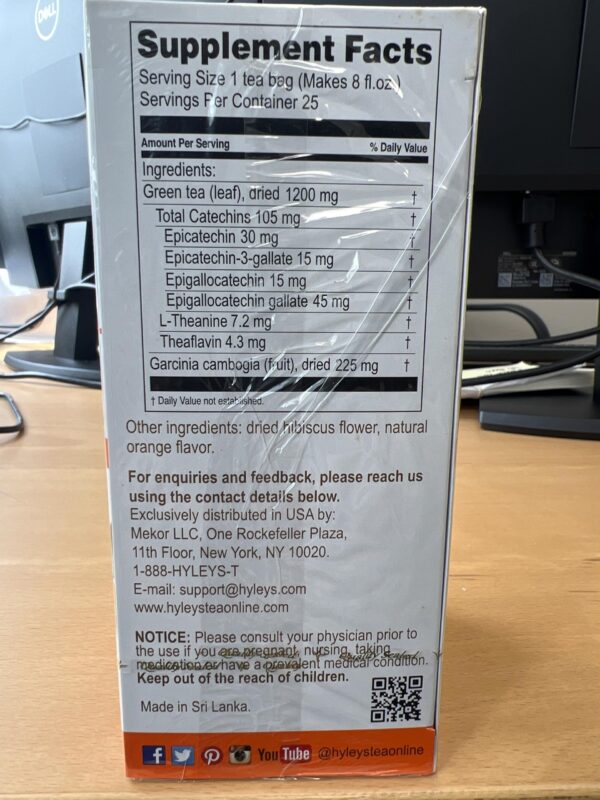 DELL
Supplement Facts
Serving Size 1 tea bag (Makes 8 fl.oz.)
Servings Per Container 25
Amount Per Serving % Daily Value
Ingredients:
Green tea (leaf), dried 1200 mg †
Total Catechins 105 mg †
Epicatechin 30 mg †
Epicatechin-3-gallate 15 mg †
Epigallocatechin 15 mg †
Epigallocatechin gallate 45 mg †
L-Theanine 7.2 mg †
Theaflavin 4.3 mg †
Garcinia cambogia (fruit), dried 225 mg †
† Daily Value not established.
Other ingredients: dried hibiscus flower, natural
orange flavor.
For enquiries and feedback, please reach us
using the contact details below.
Exclusively distributed in USA by:
Mekor LLC, One Rockefeller Plaza,
11th Floor, New York, NY 10020.
1-888-HYLEYS-T
E-mail: support@hyleys.com
www.hyleysteaonline.com
NOTICE: Please consult your physician prior to
the use if you are pregnant, nursing, taking
medication or have a prevalent medical condition.
Quality Sealed
Keep out of the reach of children.
Made in Sri Lanka.
f YouTube @hyleysteaonline